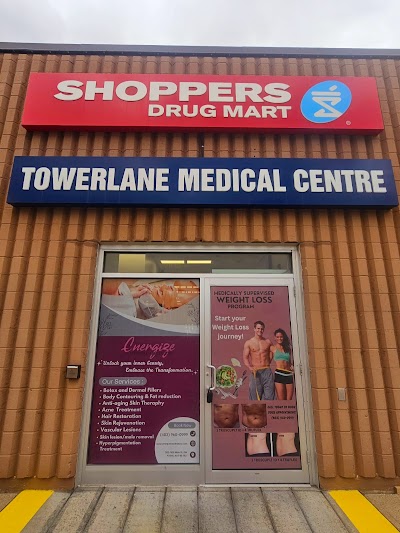 SHOPPERS
DRUG MART
TOWERLANE MEDICAL CENTRE
Energize
Unlock your inner beauty,
Embrace the Transformation.
Our Services :
• Botox and Dermal Fillers
• Body Contouring & Fat reduction
• Anti-aging Skin Theraphy
• Acne Treatment
• Hair Restoration
• Skin Rejuvenation
• Vascular Lesions
• Skin lesion/mole removal
• Hyperpigmentation
Treatment
MEDICALLY SUPERVISED
WEIGHT LOSS
PROGRAM
Start your
Weight Loss
journey!